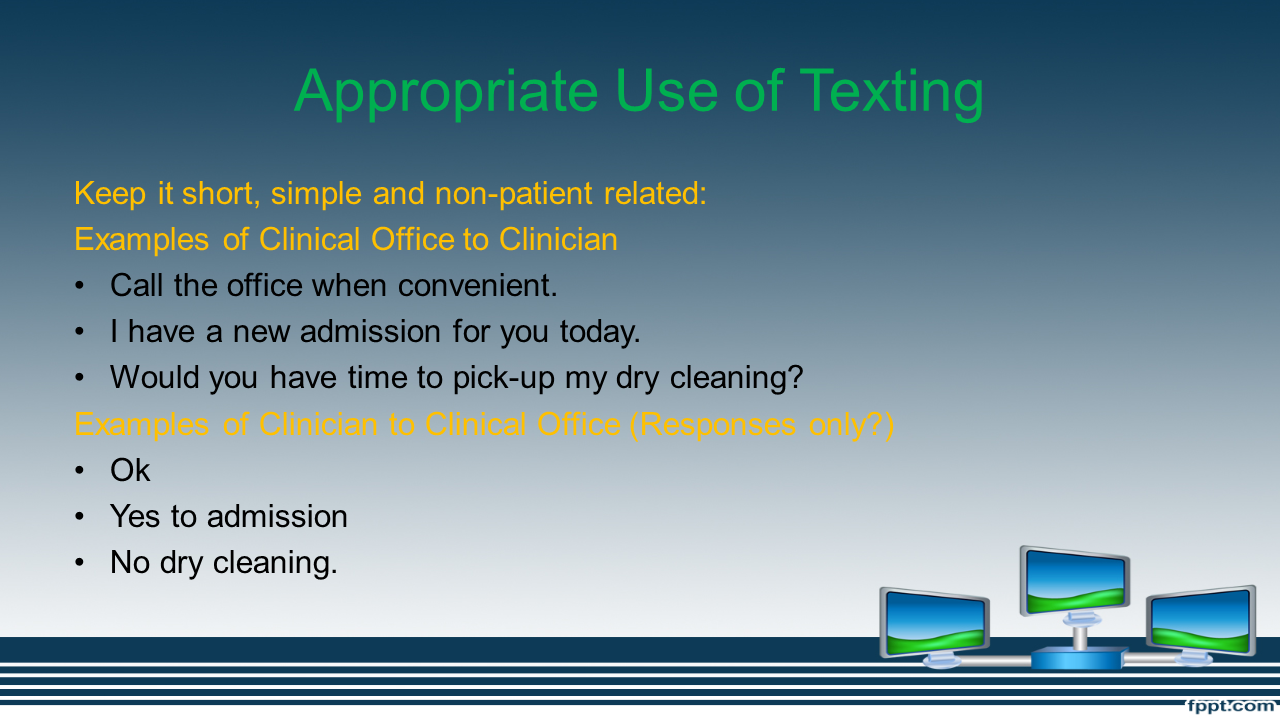 Appropriate Use of Texting
Keep it short, simple and non-patient related:
Examples of Clinical Office to Clinician
• Call the office when convenient.
• I have a new admission for you today.
• Would you have time to pick-up my dry cleaning?
Examples of Clinician to Clinical Office (Responses only?)
• Ok
• Yes to admission
• No dry cleaning.
fppt.com